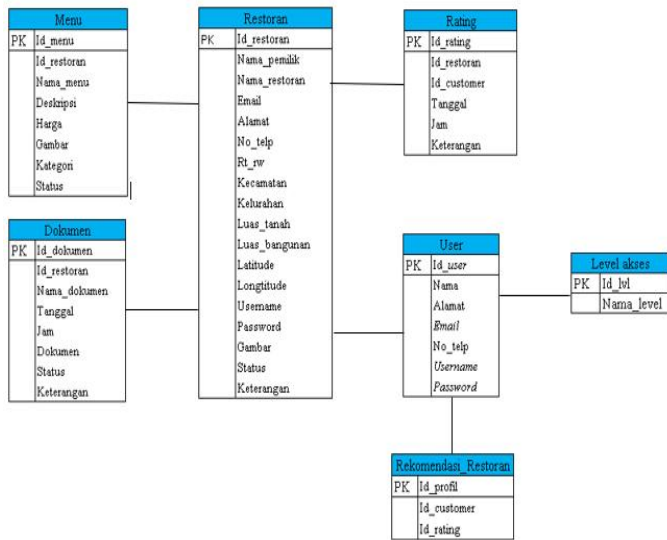 Menu
PK Id_menu
Id_restoran
Nama_menu
Deskripsi
Harga
Gambar
Kategori
Status
Restoran
PK Id_restoran
Nama_pemilik
Nama_restoran
Email
Alamat
No_telp
Rt_rw
Kecamatan
Kelurahan
Luas_tanah
Luas_bangunan
Latitude
Longtitude
Username
Password
Gambar
Status
Keterangan
Rating
PK Id_rating
Id_restoran
Id_customer
Tanggal
Jam
Keterangan
Dokumen
PK Id_dokumen
Id_restoran
Nama_dokumen
Tanggal
Jam
Dokumen
Status
Keterangan
User
PK Id_user
Nama
Alamat
Email
No_telp
Username
Password
Level akses
PK Id_lvl
Nama_level
Rekomendasi_Restoran
PK Id_profil
Id_customer
Id_rating